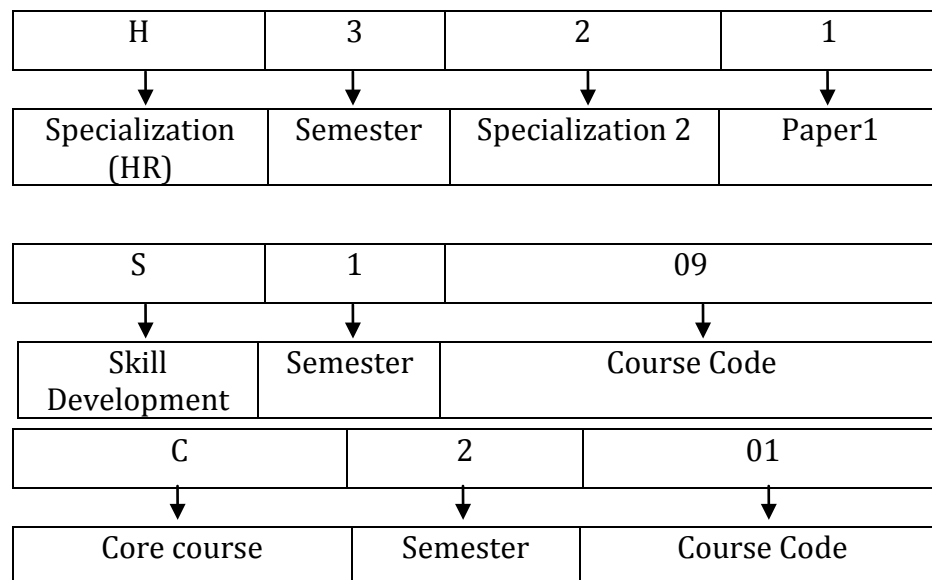 H 3 2 1
Specialization (HR) Semester Specialization 2 Paper1
S 1 09
Skill Development Semester Course Code
C 2 01
Core course Semester Course Code